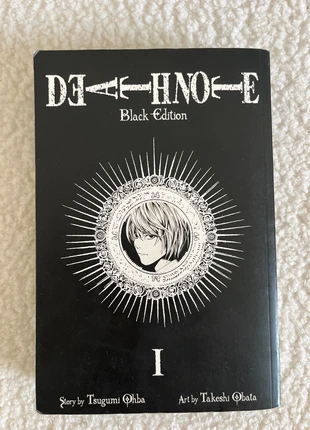 DEATH NOTE
Black Edition
I
Story by Tsugumi Ohba Art by Takeshi Obata